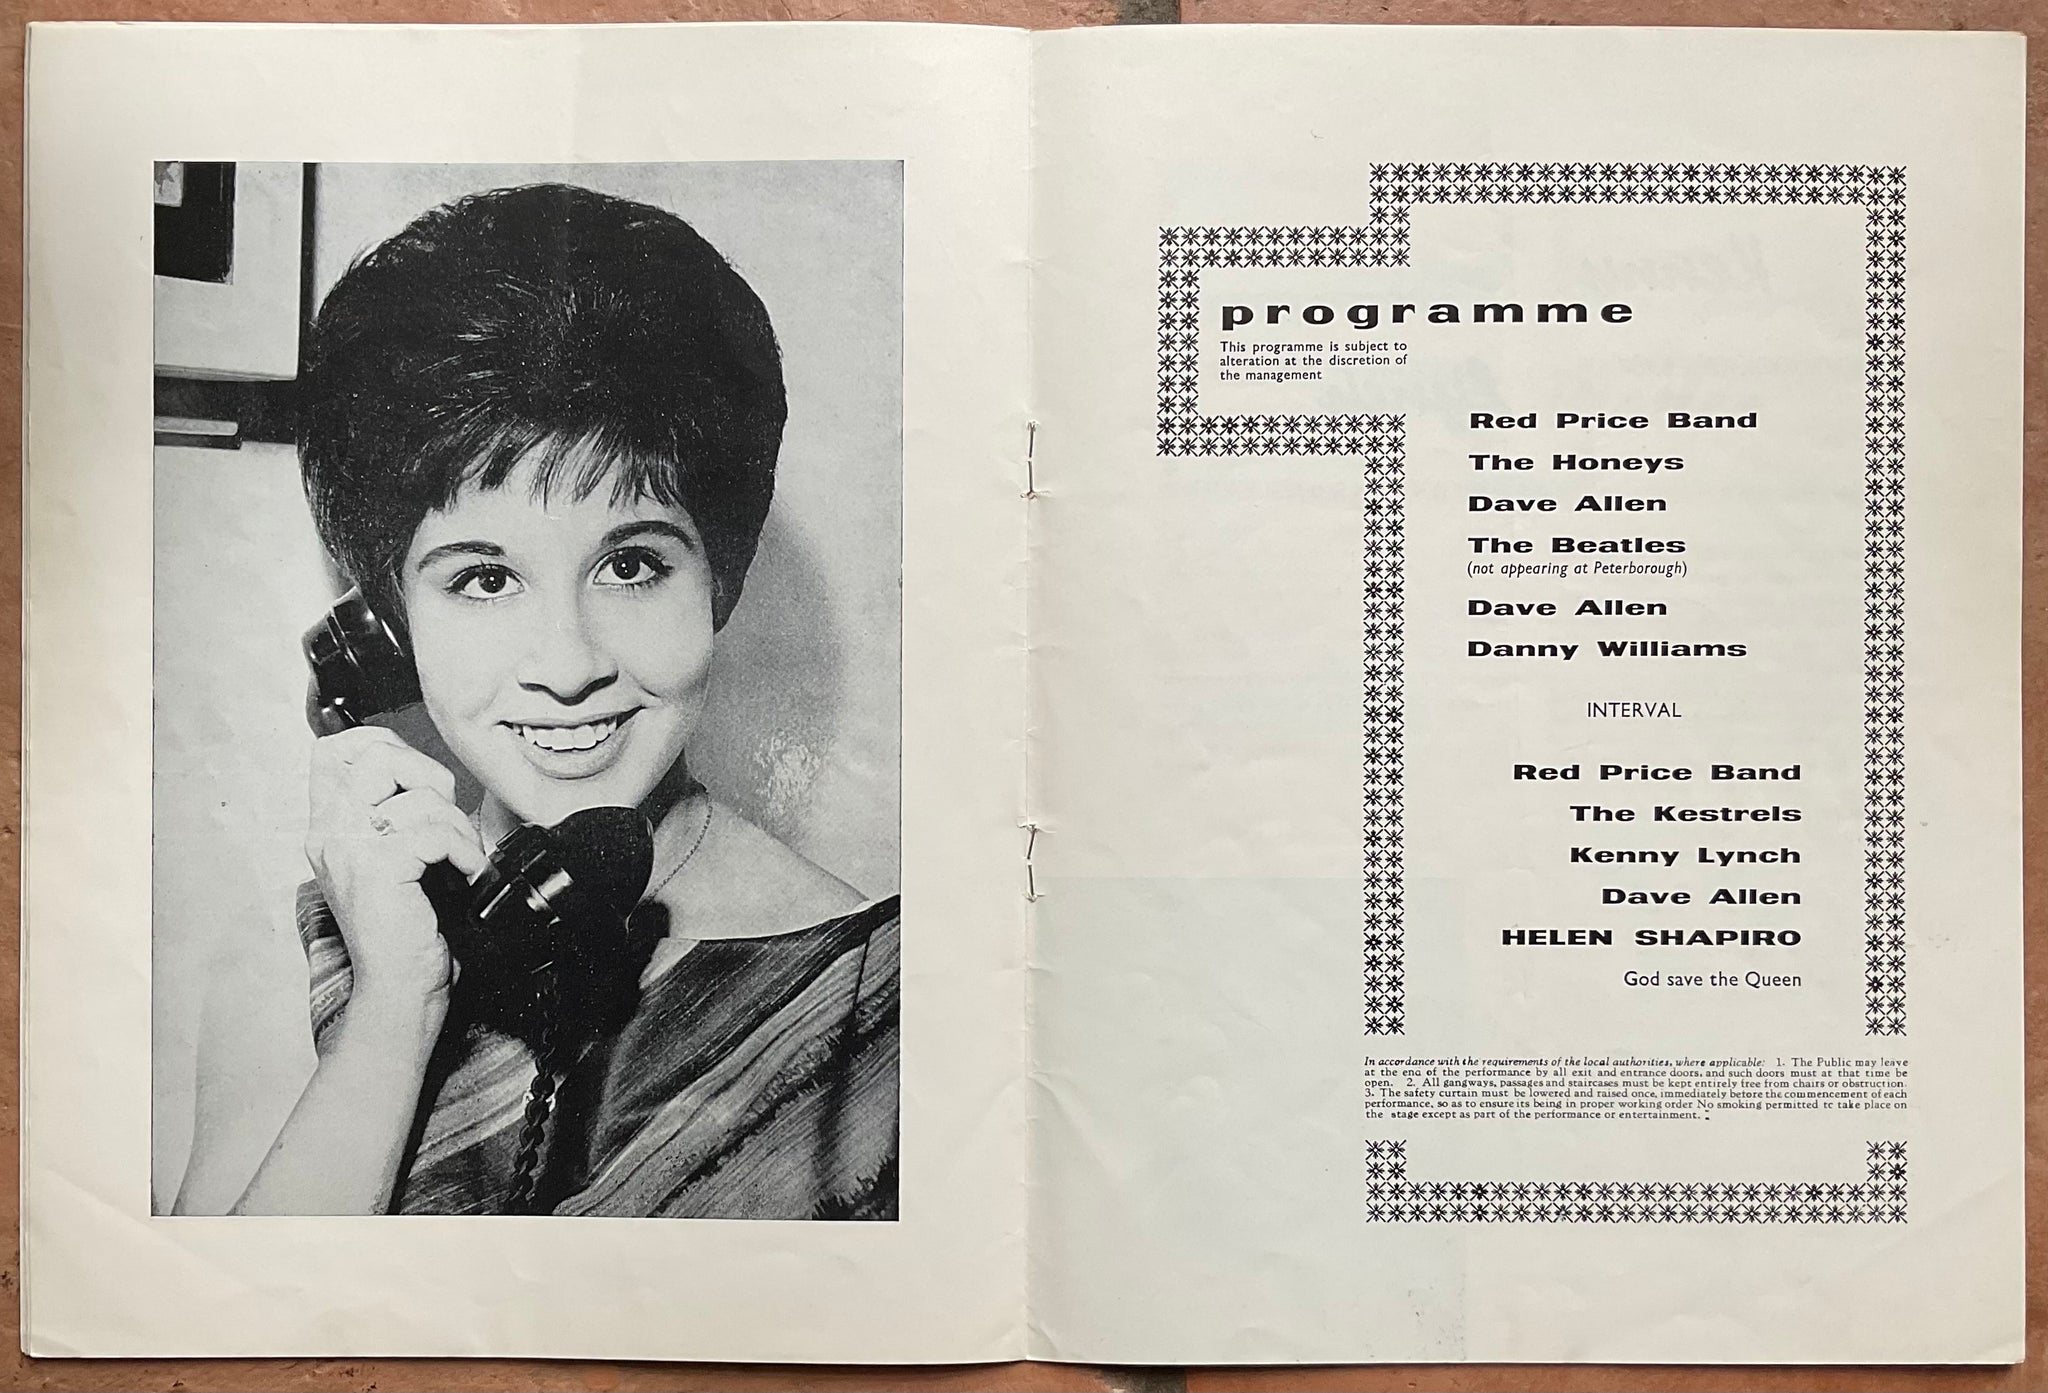 programme
This programme is subject to
alteration at the discretion of
the management
Red Price Band
The Honeys
Dave Allen
The Beatles
(not appearing at Peterborough)
Dave Allen
Danny Williams
INTERVAL
Red Price Band
The Kestrels
Kenny Lynch
Dave Allen
HELEN SHAPIRO
God save the Queen
In accordance with the requirements of the local authorities, where applicable: 1. The Public may leave
at the end of the performance by all exit and entrance doors, and such doors must at that time be
open. 2. All gangways, passages and staircases must be kept entirely free from chairs or obstruction.
3. The safety curtain must be lowered and raised once, immediately before the commencement of each
performance, so as to ensure its being in proper working order No smoking permitted to take place on
the stage except as part of the performance or entertainment.